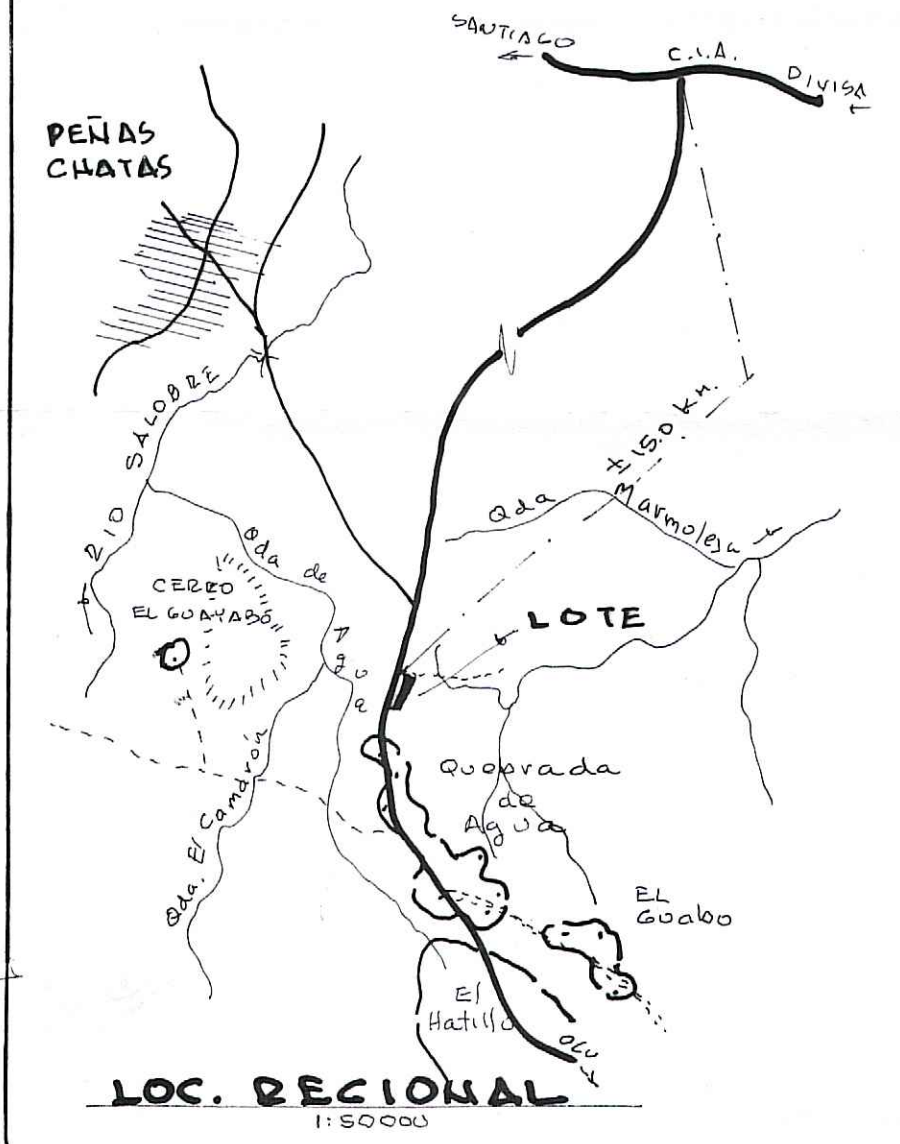 SANTIAGO
C.I.A.
DIVISA
PEÑAS
CHATAS
RIO SALOBRE
± 15.0 KM.
Qda Marmoleja
Qda de Agua
CERRO
EL GUAYABO
LOTE
Quebrada
de
Agua
Qda. El Camarón
EL
Guabo
El
Hatillo
OCU
LOC. REGIONAL
1:50000